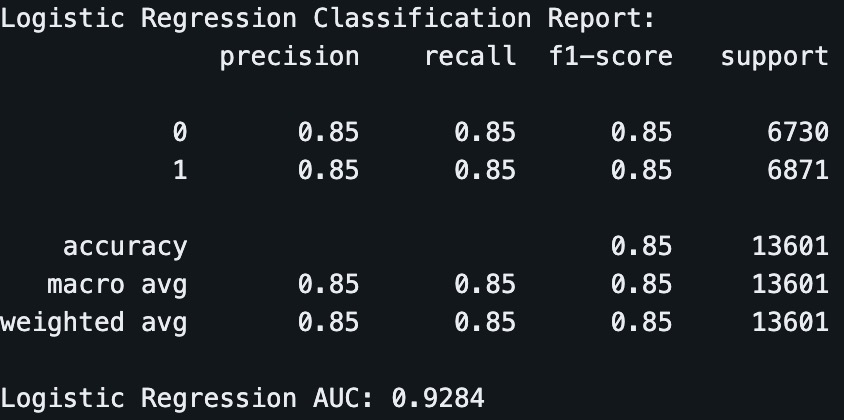 Logistic Regression Classification Report:
precision recall f1-score support
0 0.85 0.85 0.85 6730
1 0.85 0.85 0.85 6871
accuracy 0.85 13601
macro avg 0.85 0.85 0.85 13601
weighted avg 0.85 0.85 0.85 13601
Logistic Regression AUC: 0.9284